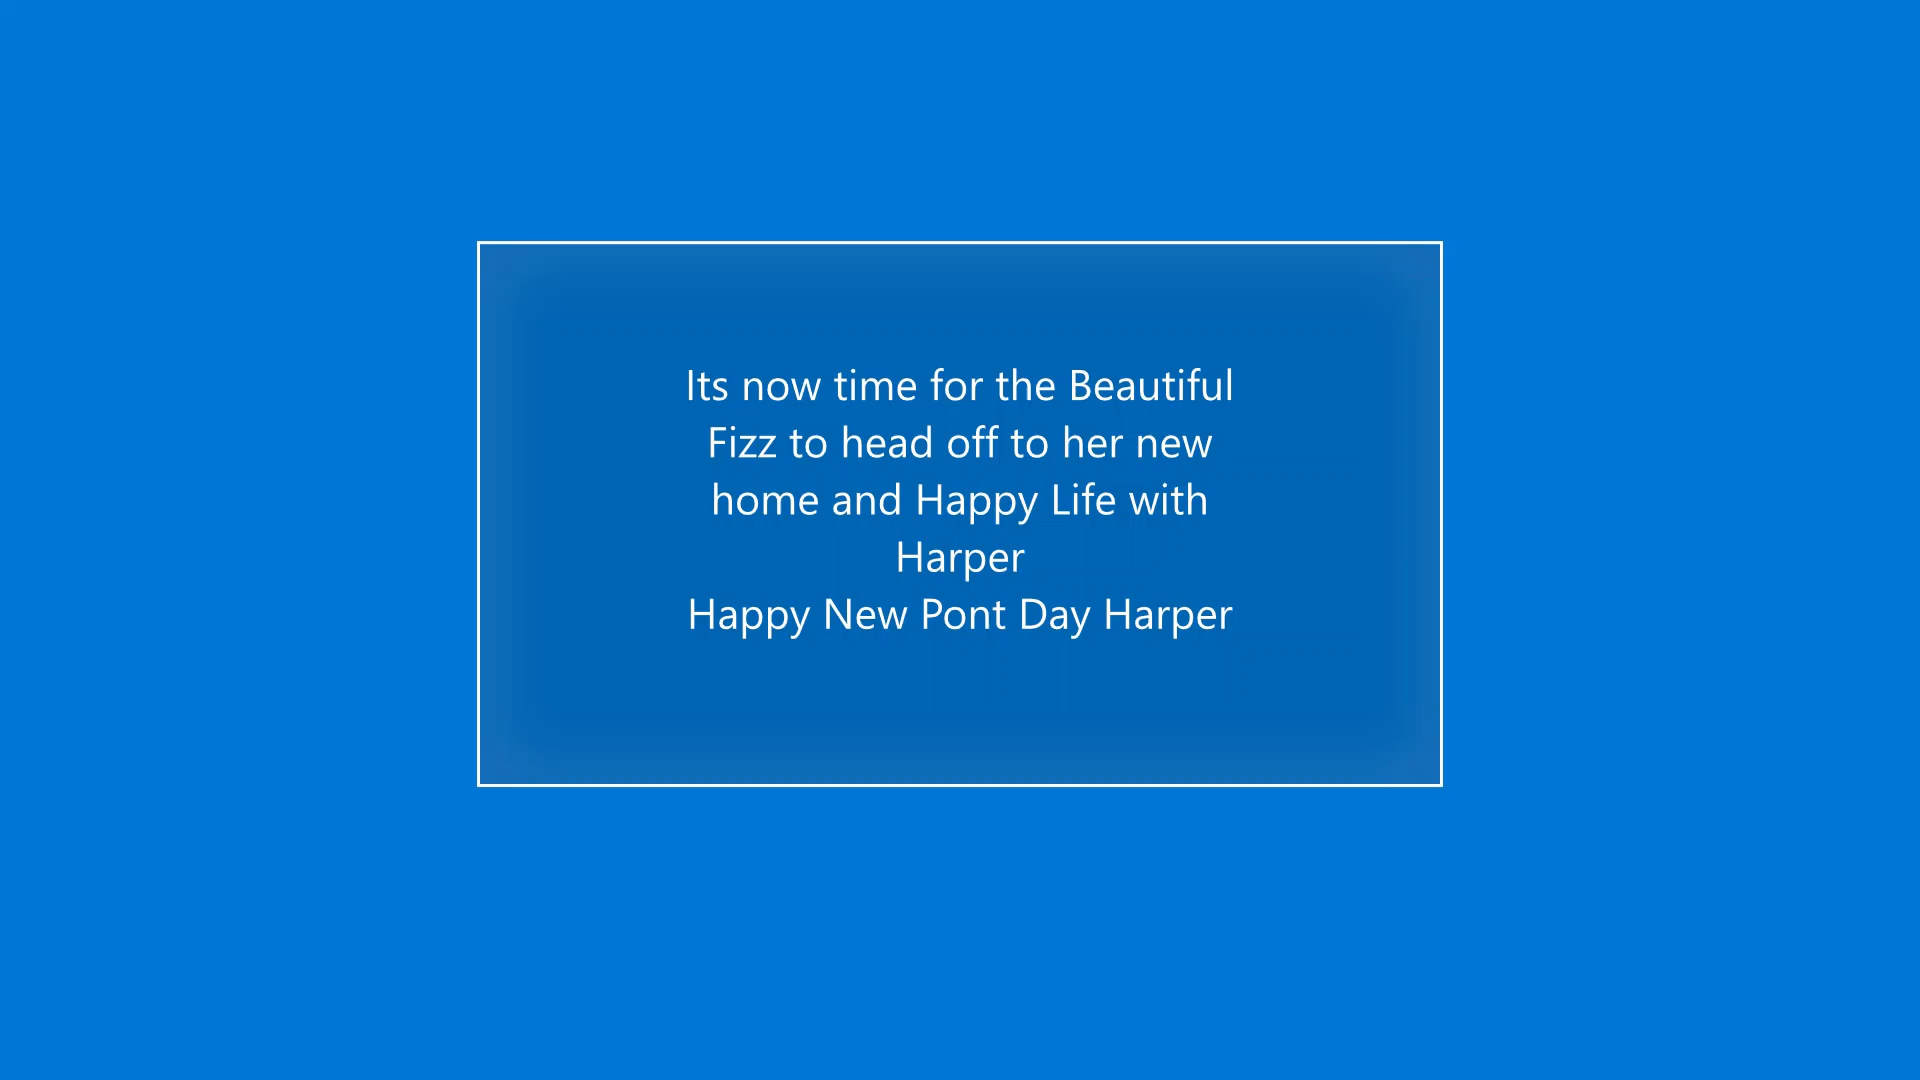 Its now time for the Beautiful
Fizz to head off to her new
home and Happy Life with
Harper
Happy New Pont Day Harper